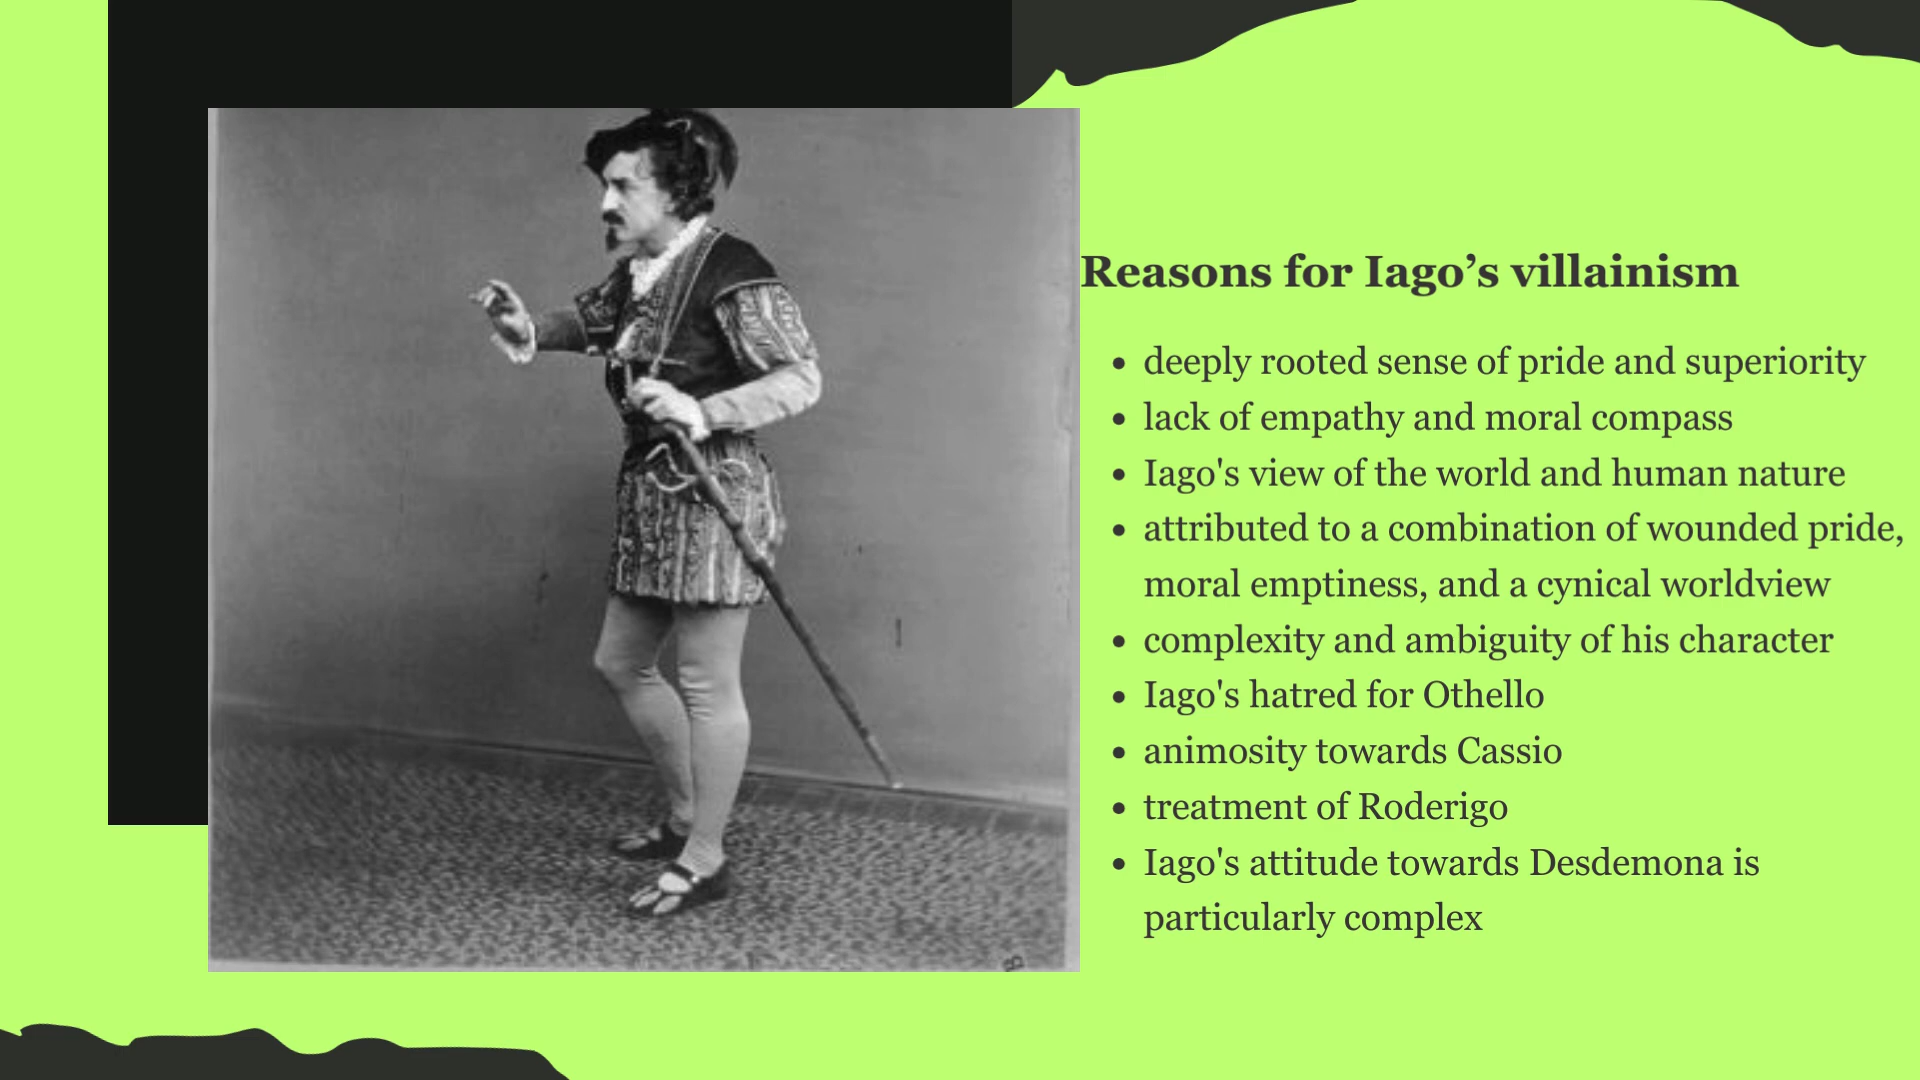 Reasons for Iago’s villainism
• deeply rooted sense of pride and superiority
• lack of empathy and moral compass
• Iago's view of the world and human nature
• attributed to a combination of wounded pride,
moral emptiness, and a cynical worldview
• complexity and ambiguity of his character
• Iago's hatred for Othello
• animosity towards Cassio
• treatment of Roderigo
• Iago's attitude towards Desdemona is
particularly complex
B